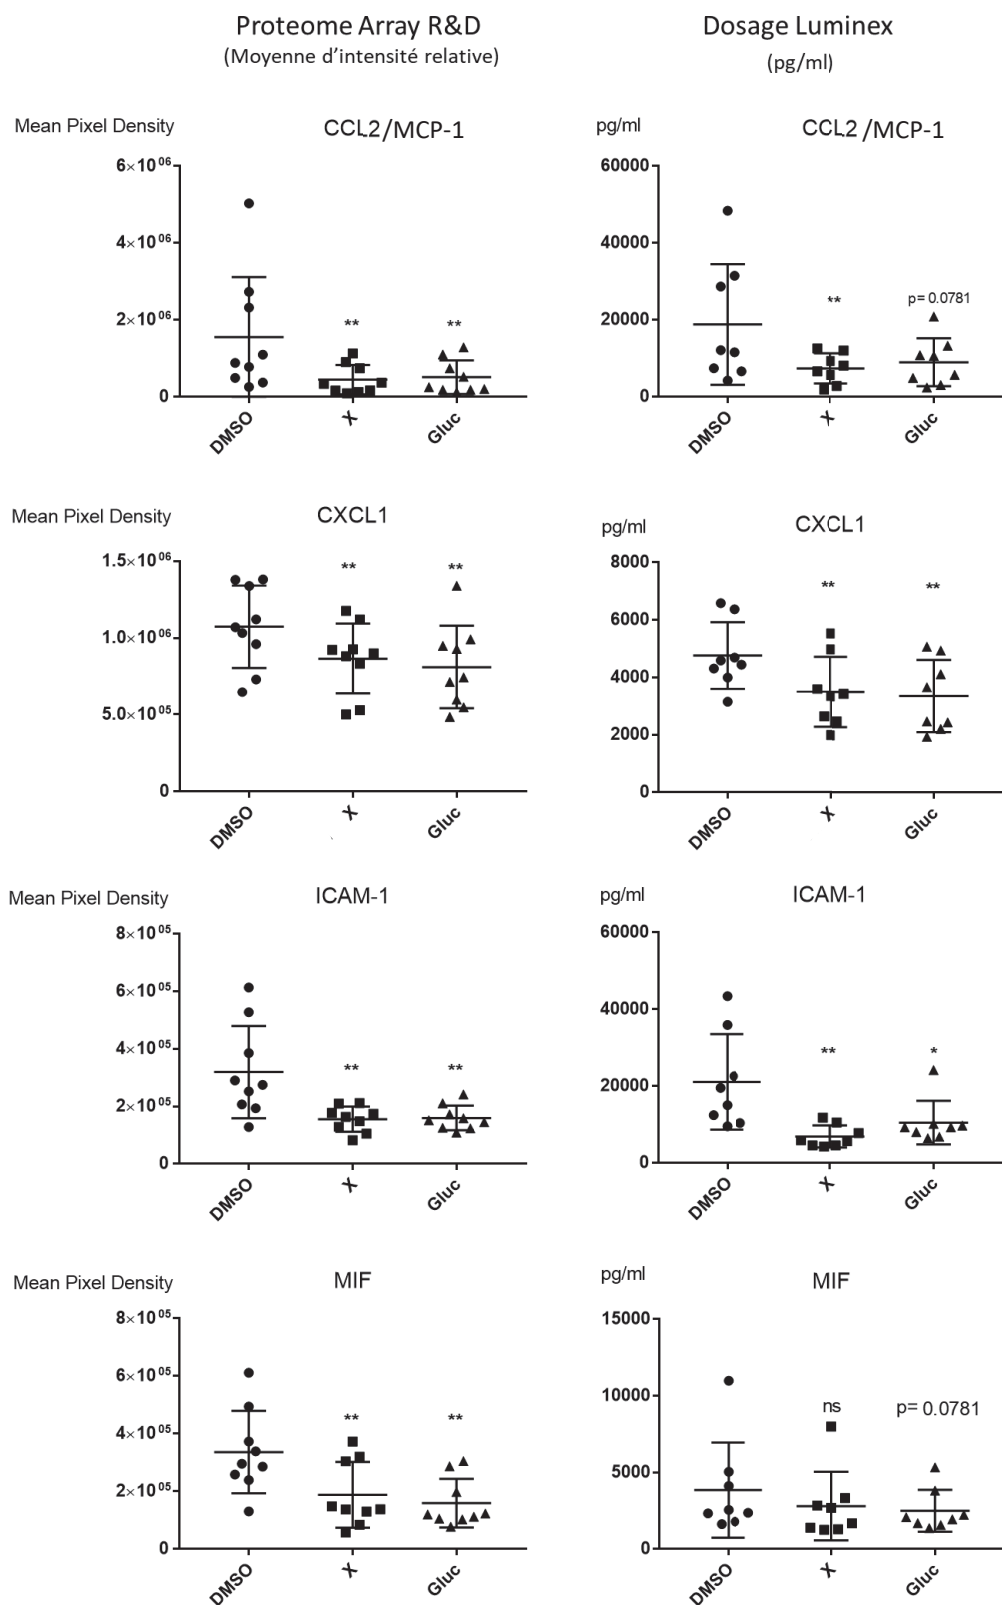 Proteome Array R&D
(Moyenne d'intensité relative)
Dosage Luminex
(pg/ml)
Mean Pixel Density
CCL2/MCP-1
6×10⁰⁶
4×10⁰⁶
2×10⁰⁶
0
** **
DMSO X Gluc
pg/ml
CCL2/MCP-1
60000
40000
20000
0
** p= 0.0781
DMSO X Gluc
Mean Pixel Density
CXCL1
1.5×10⁰⁶
1.0×10⁰⁶
5.0×10⁰⁵
0
** **
DMSO X Gluc
pg/ml
CXCL1
8000
6000
4000
2000
0
** **
DMSO X Gluc
Mean Pixel Density
ICAM-1
8×10⁰⁵
6×10⁰⁵
4×10⁰⁵
2×10⁰⁵
0
** **
DMSO X Gluc
pg/ml
ICAM-1
60000
40000
20000
0
** *
DMSO X Gluc
Mean Pixel Density
MIF
8×10⁰⁵
6×10⁰⁵
4×10⁰⁵
2×10⁰⁵
0
** **
DMSO X Gluc
pg/ml
MIF
15000
10000
5000
0
ns p= 0.0781
DMSO X Gluc